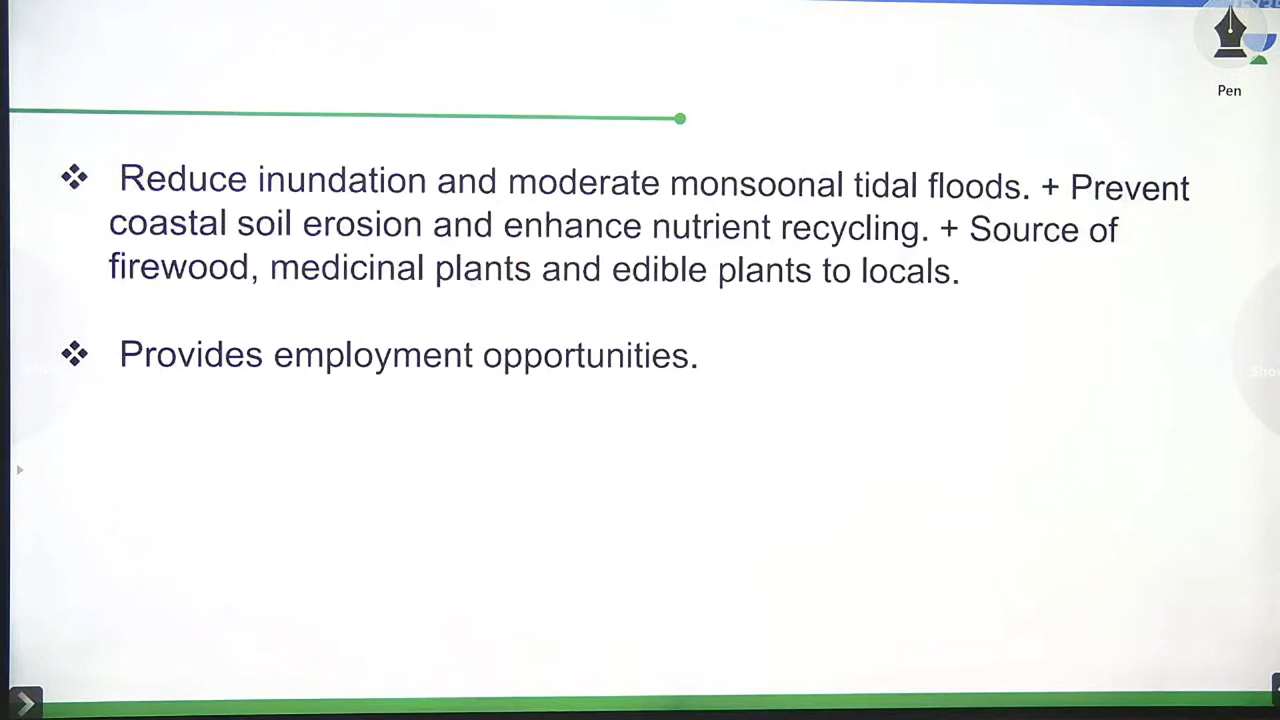 Pen
❖ Reduce inundation and moderate monsoonal tidal floods. + Prevent
coastal soil erosion and enhance nutrient recycling. + Source of
firewood, medicinal plants and edible plants to locals.
❖ Provides employment opportunities.